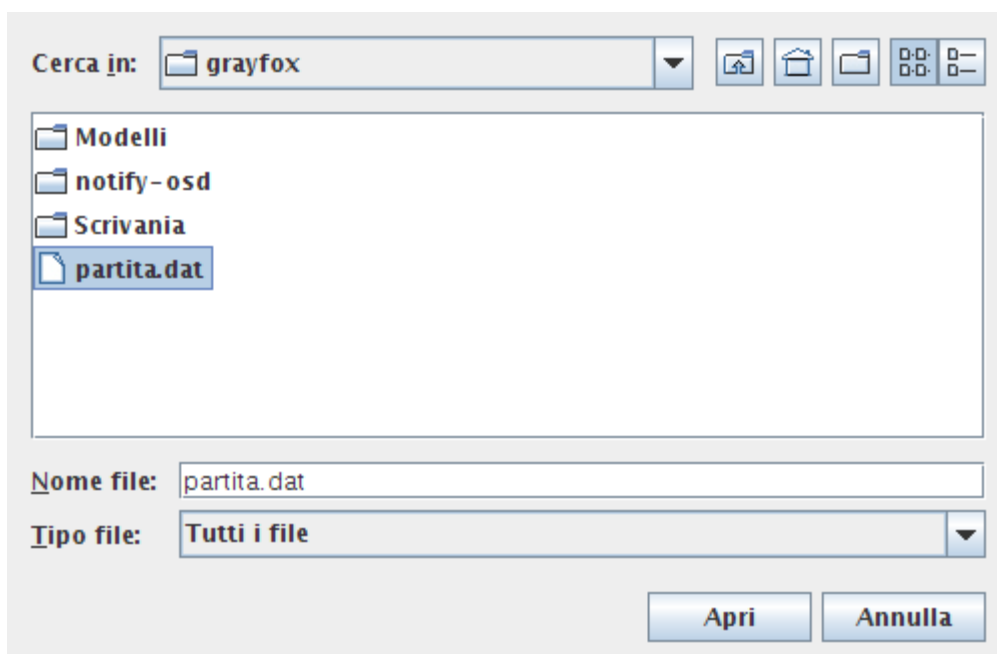 Cerca in: grayfox
Modelli
notify-osd
Scrivania
partita.dat
Nome file: partita.dat
Tipo file: Tutti i file
Apri Annulla